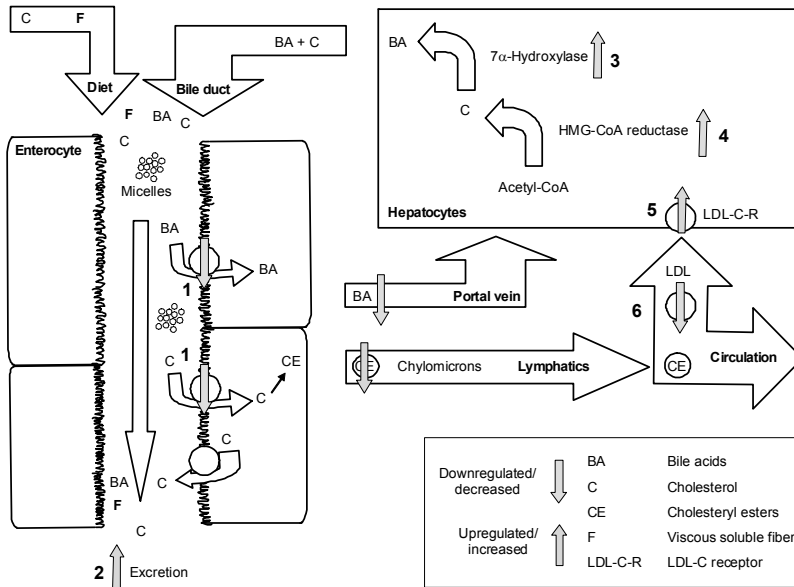 C
F
BA + C
Diet
Bile duct
F
BA
C
C
Enterocyte
Micelles
BA
BA
1
1
C
C
CE
C
C
BA
F
C
2
Excretion
BA
7α-Hydroxylase
3
C
HMG-CoA reductase
4
Acetyl-CoA
Hepatocytes
5
LDL-C-R
BA
Portal vein
LDL
6
CE
Chylomicrons
Lymphatics
CE
Circulation
Downregulated/
decreased
Upregulated/
increased
BA Bile acids
C Cholesterol
CE Cholesteryl esters
F Viscous soluble fiber
LDL-C-R LDL-C receptor